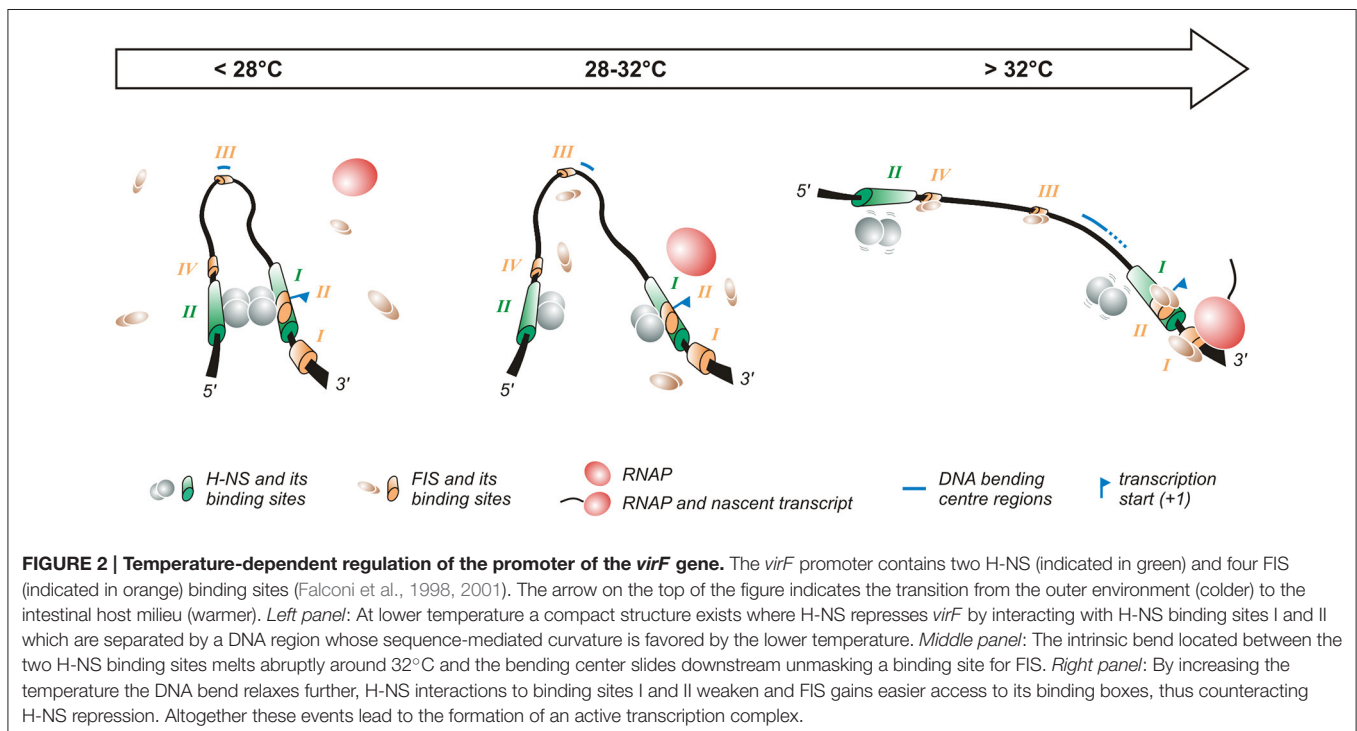 < 28°C 28-32°C > 32°C
III III
5' II IV III
IV I II IV I II I
II II II
I I I
5' 3' 5' 3' 3'
H-NS and its binding sites
FIS and its binding sites
RNAP
RNAP and nascent transcript
DNA bending centre regions
transcription start (+1)
FIGURE 2 | Temperature-dependent regulation of the promoter of the virF gene. The virF promoter contains two H-NS (indicated in green) and four FIS
(indicated in orange) binding sites (Falconi et al., 1998, 2001). The arrow on the top of the figure indicates the transition from the outer environment (colder) to the
intestinal host milieu (warmer). Left panel: At lower temperature a compact structure exists where H-NS represses virF by interacting with H-NS binding sites I and II
which are separated by a DNA region whose sequence-mediated curvature is favored by the lower temperature. Middle panel: The intrinsic bend located between the
two H-NS binding sites melts abruptly around 32°C and the bending center slides downstream unmasking a binding site for FIS. Right panel: By increasing the
temperature the DNA bend relaxes further, H-NS interactions to binding sites I and II weaken and FIS gains easier access to its binding boxes, thus counteracting
H-NS repression. Altogether these events lead to the formation of an active transcription complex.